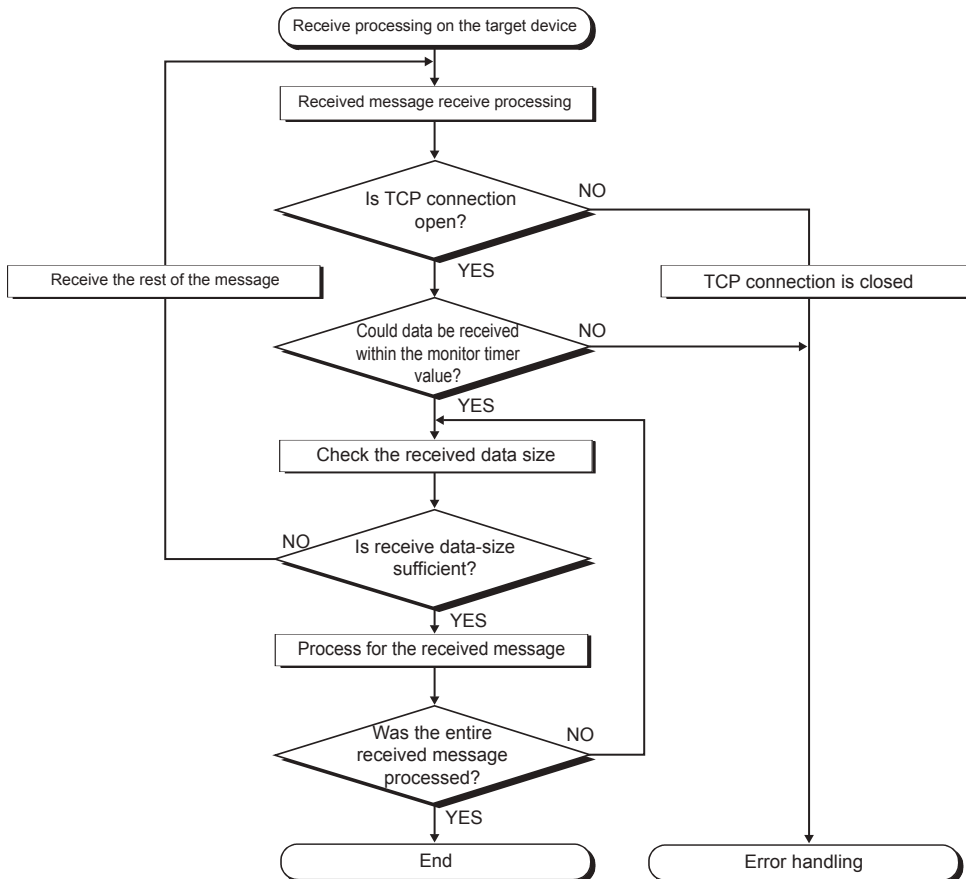 Receive processing on the target device
Received message receive processing
Is TCP connection
open?
NO
YES
Receive the rest of the message
TCP connection is closed
Could data be received
within the monitor timer
value?
NO
YES
Check the received data size
NO
Is receive data-size
sufficient?
YES
Process for the received message
Was the entire
received message
processed?
NO
YES
End
Error handling